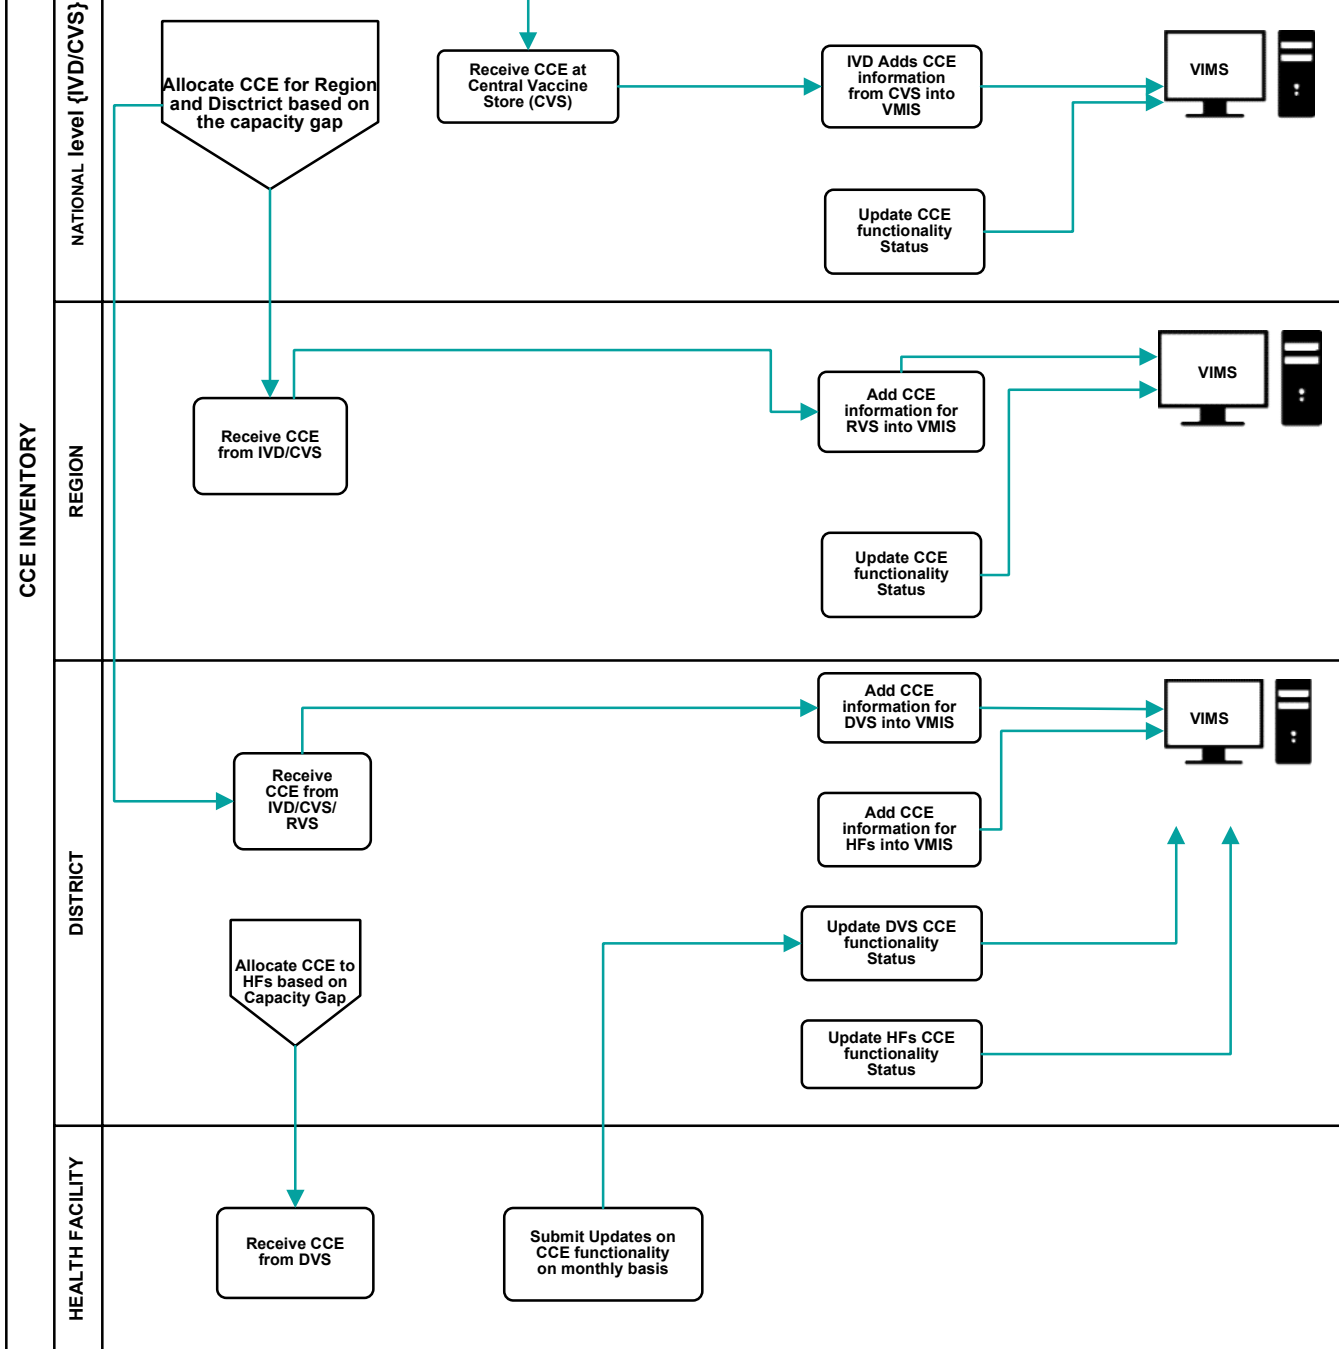 CCE INVENTORY
NATIONAL level {IVD/CVS}
Allocate CCE for Region
and Disctrict based on
the capacity gap
Receive CCE at
Central Vaccine
Store (CVS)
IVD Adds CCE
information
from CVS into
VMIS
VIMS
Update CCE
functionality
Status
REGION
Receive CCE
from IVD/CVS
Add CCE
information for
RVS into VMIS
VIMS
Update CCE
functionality
Status
DISTRICT
Receive
CCE from
IVD/CVS/
RVS
Add CCE
information for
DVS into VMIS
VIMS
Add CCE
information for
HFs into VMIS
Allocate CCE to
HFs based on
Capacity Gap
Update DVS CCE
functionality
Status
Update HFs CCE
functionality
Status
HEALTH FACILITY
Receive CCE
from DVS
Submit Updates on
CCE functionality
on monthly basis